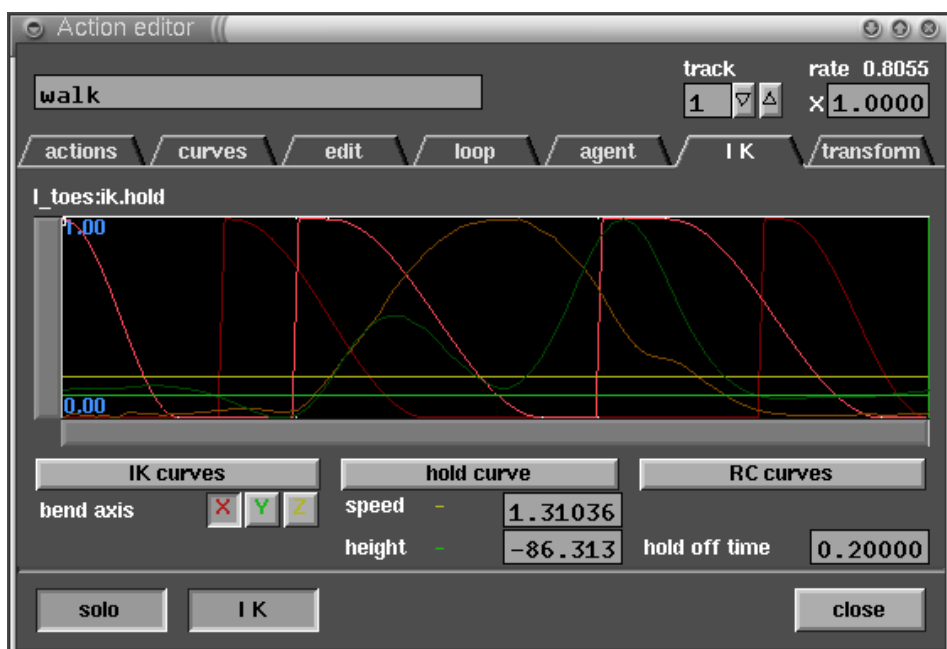 Action editor
track rate 0.8055
walk 1 X 1.0000
actions curves edit loop agent I K transform
l_toes:ik.hold
1.00
0.00
IK curves hold curve RC curves
bend axis X Y Z speed - 1.31036
height - -86.313 hold off time 0.20000
solo I K close